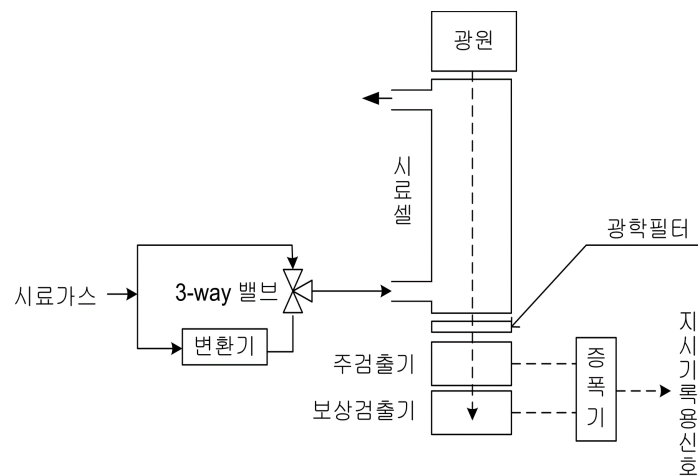 광원
시료셀
광학필터
시료가스
3-way 밸브
변환기
주검출기
보상검출기
증폭기
지시기록용신호